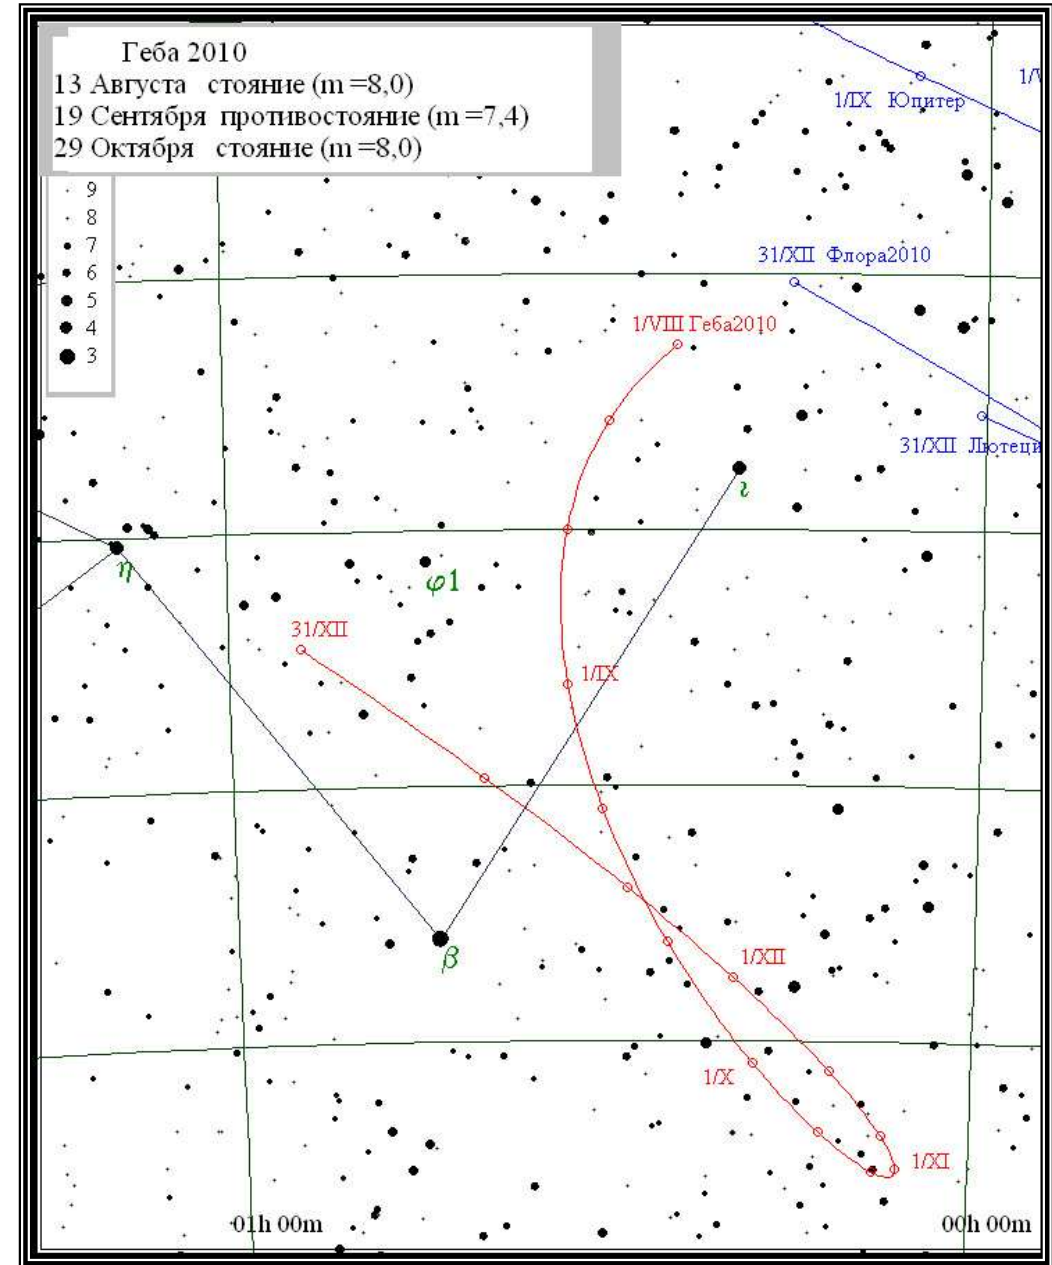 Геба 2010
13 Августа стояние (m =8,0)
19 Сентября противостояние (m =7,4)
29 Октября стояние (m =8,0)
1/IX Юпитер
9
8
7
6
5
4
3
31/XII Флора2010
1/VIII Геба2010
31/XII Лютеци
ι
η
φ1
31/XII
1/IX
β
1/XII
1/X
1/XI
01h 00m
00h 00m